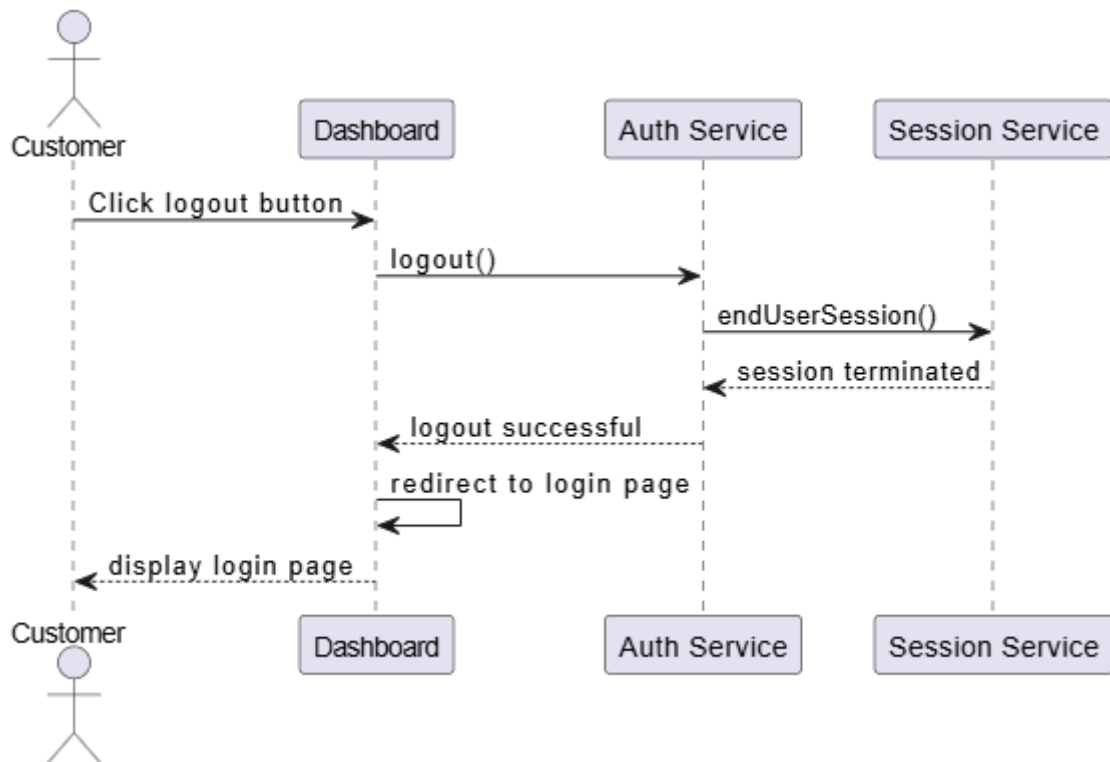 Customer
Dashboard
Auth Service
Session Service
Click logout button
logout()
endUserSession()
session terminated
logout successful
redirect to login page
display login page
Customer
Dashboard
Auth Service
Session Service